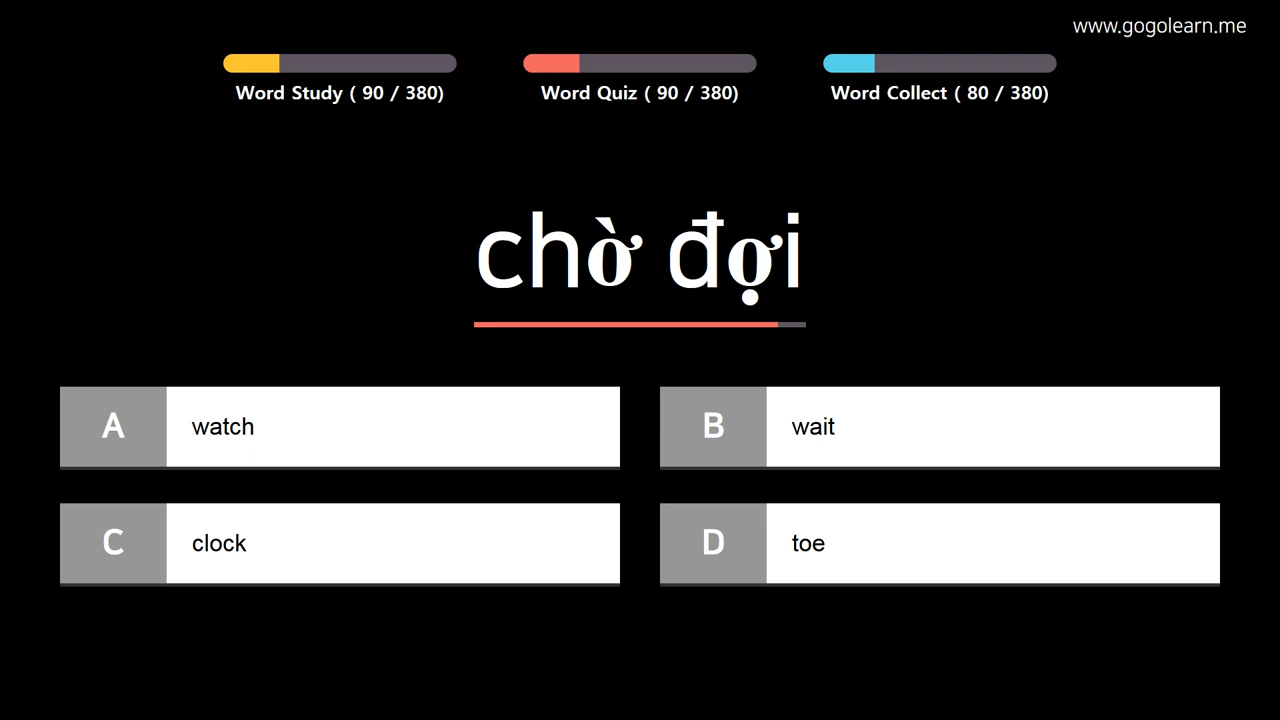 www.gogolearn.me
Word Study ( 90 / 380)
Word Quiz ( 90 / 380)
Word Collect ( 80 / 380)
chờ đợi
A watch
B wait
C clock
D toe